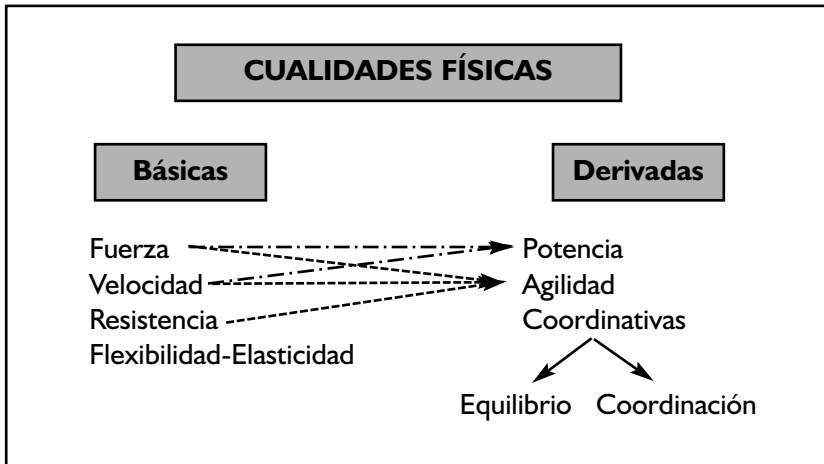 CUALIDADES FÍSICAS
Básicas
Derivadas
Fuerza
Velocidad
Resistencia
Flexibilidad-Elasticidad
Potencia
Agilidad
Coordinativas
Equilibrio
Coordinación